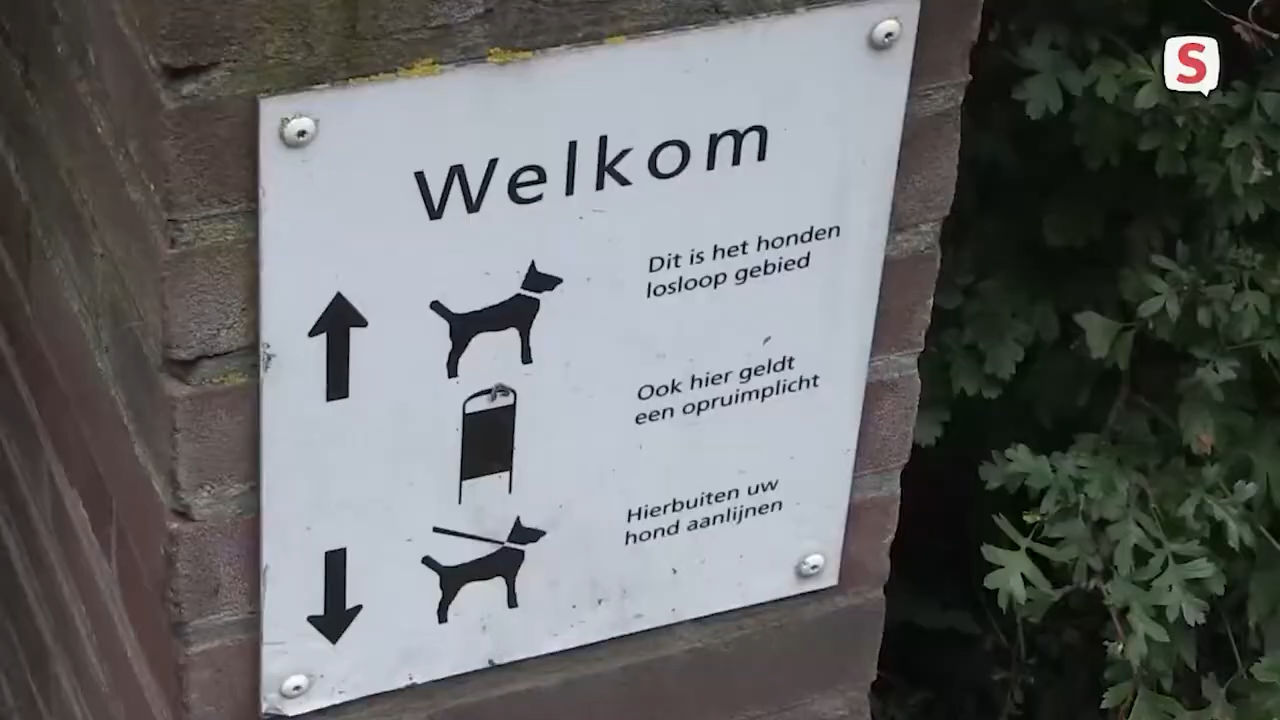 S
Welkom
Dit is het honden
losloop gebied
Ook hier geldt
een opruimplicht
Hierbuiten uw
hond aanlijnen